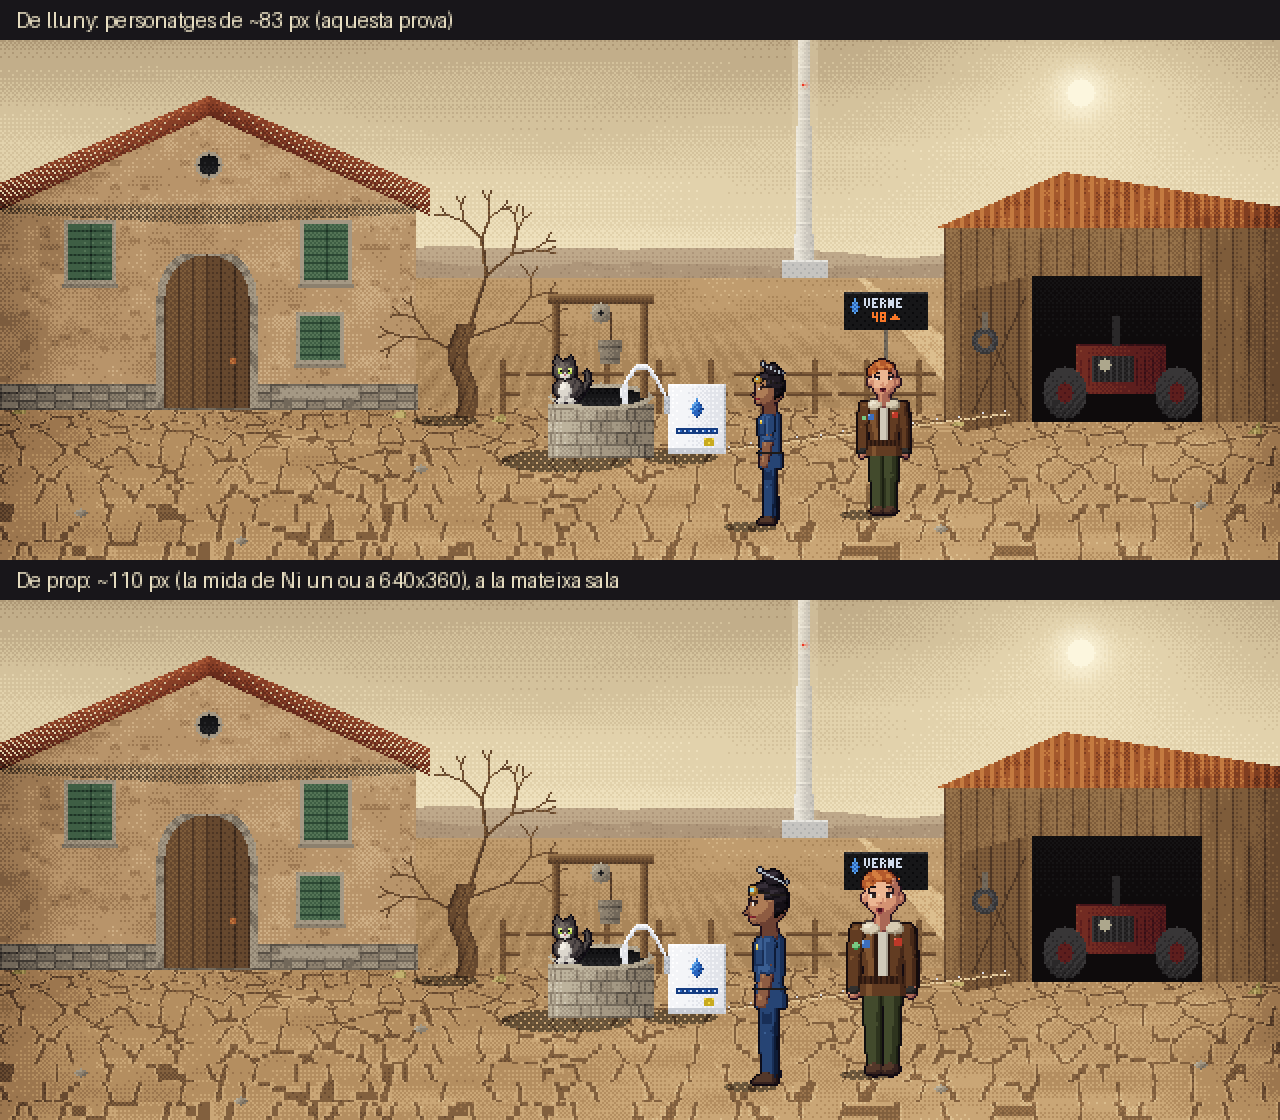 De lluny: personatges de ~83 px (aquesta prova)
VERNE
48
De prop: ~110 px (la mida de Ni un ou a 640x360), a la mateixa sala
VERNE